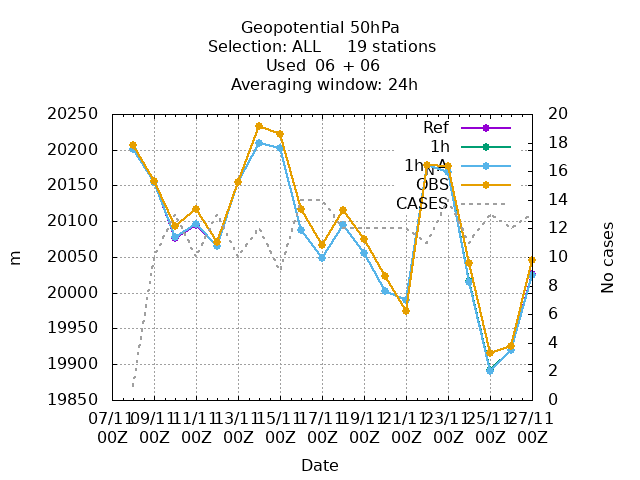 Geopotential 50hPa
Selection: ALL 19 stations
Used 06 + 06
Averaging window: 24h
20250
20200
20150
20100
20050
20000
19950
19900
19850
m
20
18
16
14
12
10
8
6
4
2
0
No cases
Ref
1h
1h_NA
OBS
CASES
07/11 09/11 11/11 13/11 15/11 17/11 19/11 21/11 23/11 25/11 27/11
00Z 00Z 00Z 00Z 00Z 00Z 00Z 00Z 00Z 00Z 00Z
Date